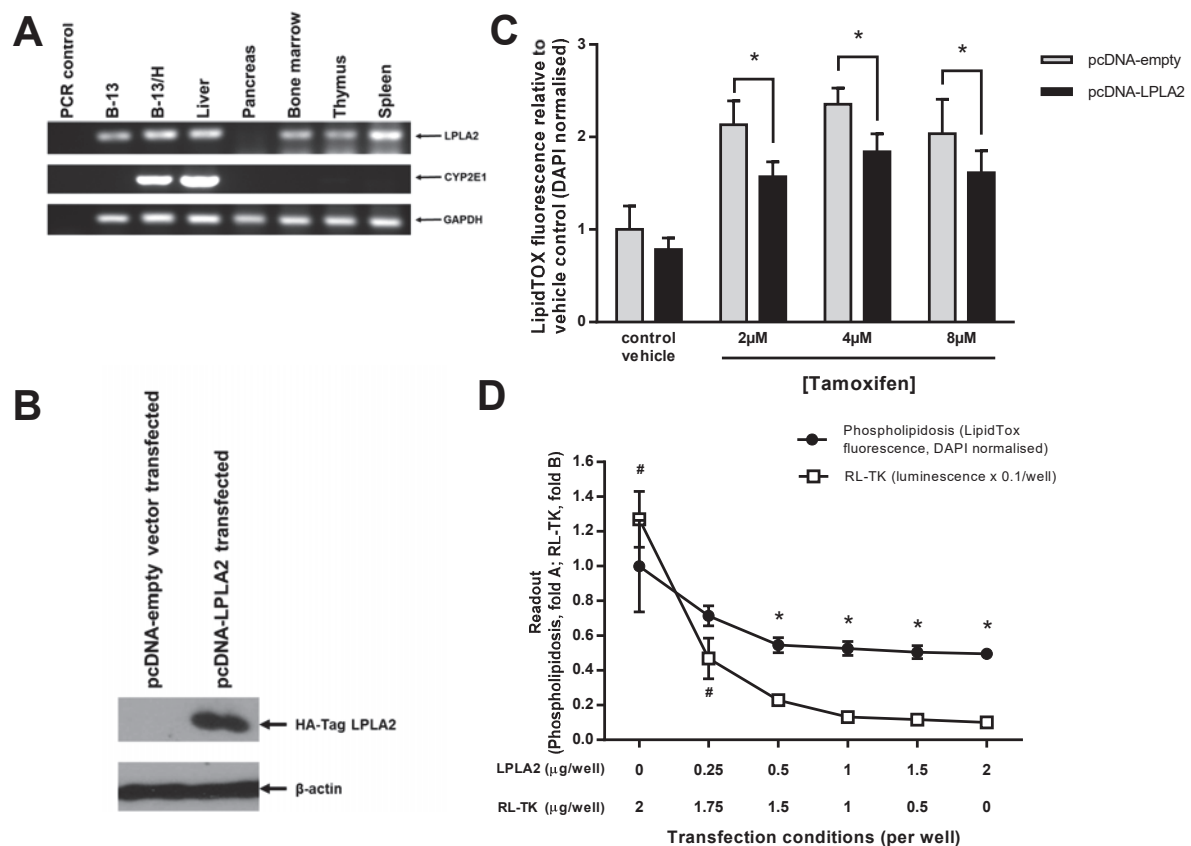 A
PCR control
B-13
B-13/H
Liver
Pancreas
Bone marrow
Thymus
Spleen
LPLA2
CYP2E1
GAPDH
B
pcDNA-empty vector transfected
pcDNA-LPLA2 transfected
HA-Tag LPLA2
β-actin
C
LipidTOX fluorescence relative to
vehicle control (DAPI normalised)
3
2
1
0
*
*
*
pcDNA-empty
pcDNA-LPLA2
control
vehicle
2µM
4µM
8µM
[Tamoxifen]
D
Phospholipidosis (LipidTox
fluorescence, DAPI normalised)
RL-TK (luminescence x 0.1/well)
Readout
(Phospholipidosis, fold A; RL-TK, fold B)
1.6
1.4
1.2
1.0
0.8
0.6
0.4
0.2
0.0
#
#
* * * *
LPLA2 (µg/well) 0 0.25 0.5 1 1.5 2
RL-TK (µg/well) 2 1.75 1.5 1 0.5 0
Transfection conditions (per well)